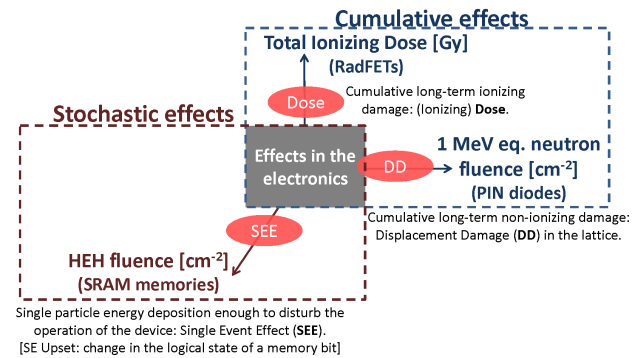 Cumulative effects
Total Ionizing Dose [Gy]
(RadFETs)
Dose
Cumulative long-term ionizing
damage: (Ionizing) Dose.
Stochastic effects
Effects in the
electronics
DD
1 MeV eq. neutron
fluence [cm-2]
(PIN diodes)
Cumulative long-term non-ionizing damage:
Displacement Damage (DD) in the lattice.
SEE
HEH fluence [cm-2]
(SRAM memories)
Single particle energy deposition enough to disturb the
operation of the device: Single Event Effect (SEE).
[SE Upset: change in the logical state of a memory bit]